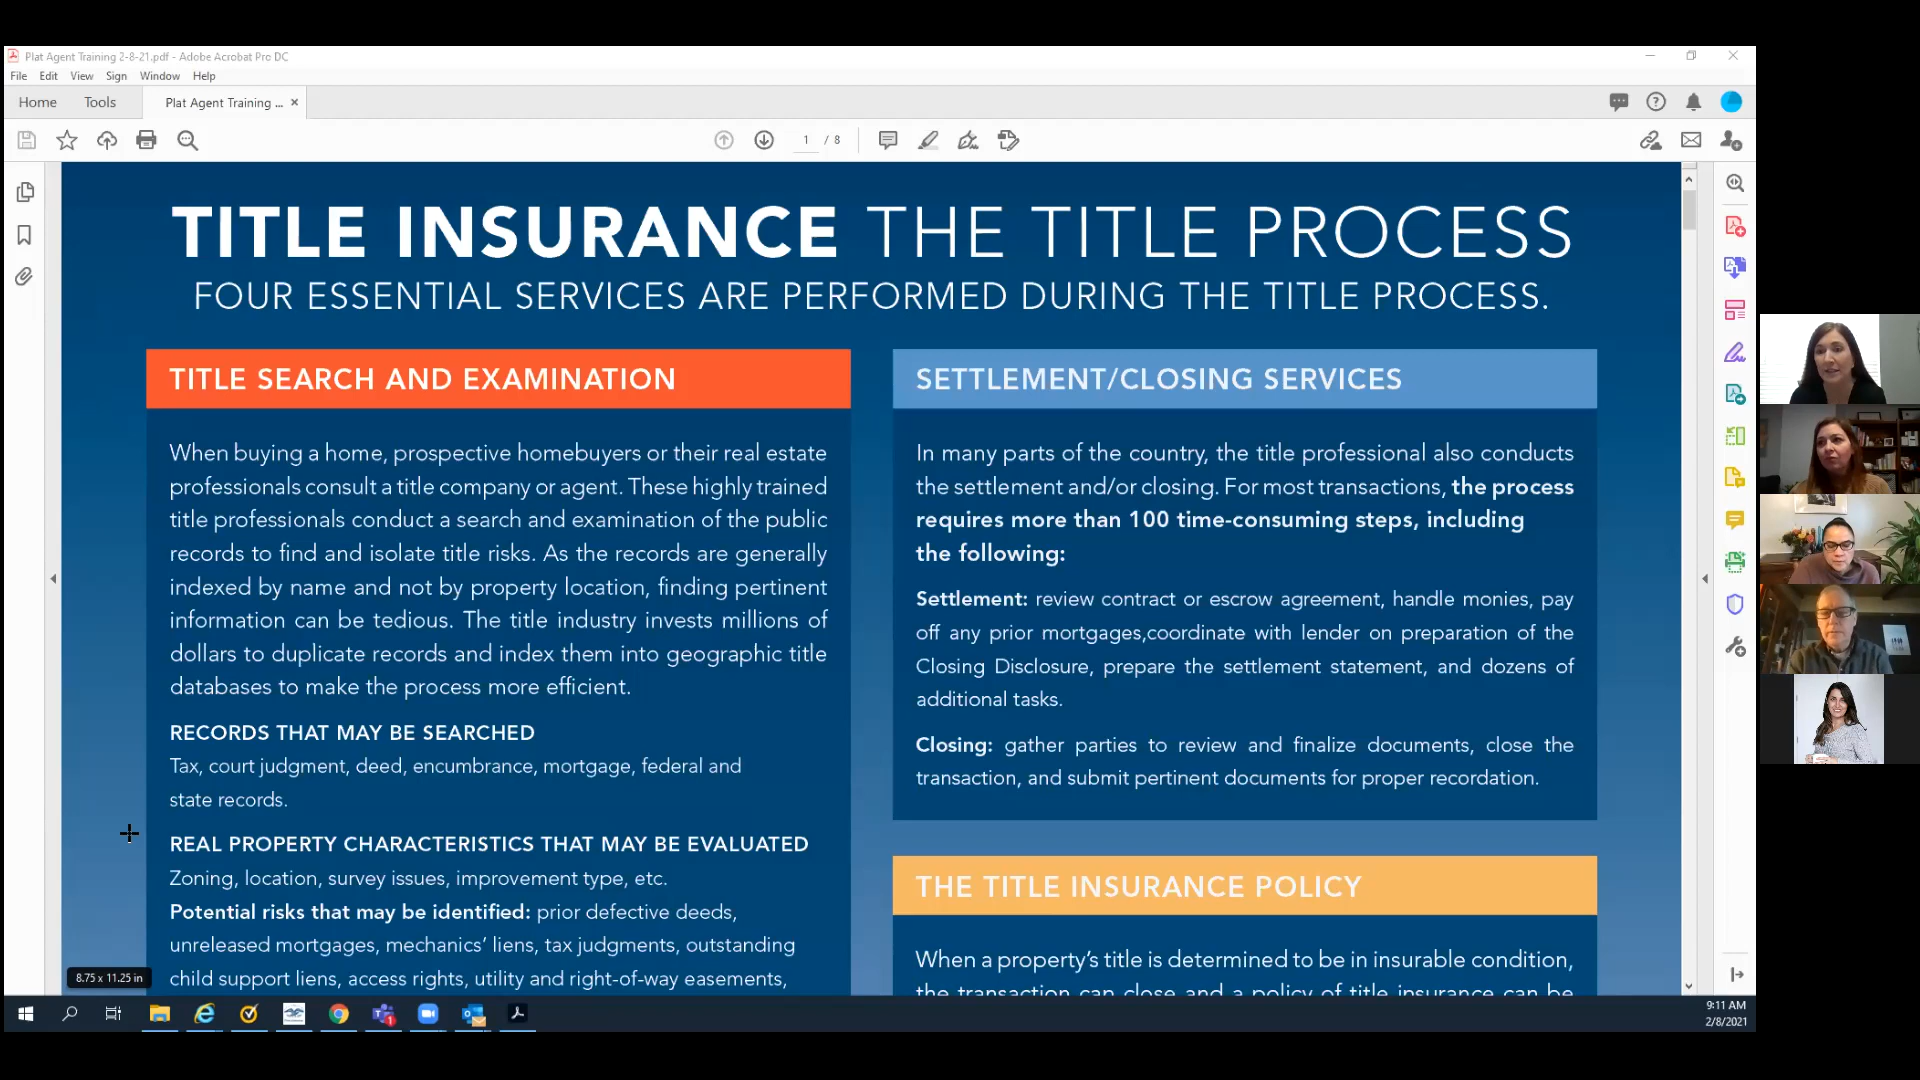 Plat Agent Training 2-8-21.pdf - Adobe Acrobat Pro DC
File Edit View Sign Window Help
Home Tools Plat Agent Training ... ×
1 / 8
TITLE INSURANCE THE TITLE PROCESS
FOUR ESSENTIAL SERVICES ARE PERFORMED DURING THE TITLE PROCESS.
TITLE SEARCH AND EXAMINATION
When buying a home, prospective homebuyers or their real estate
professionals consult a title company or agent. These highly trained
title professionals conduct a search and examination of the public
records to find and isolate title risks. As the records are generally
indexed by name and not by property location, finding pertinent
information can be tedious. The title industry invests millions of
dollars to duplicate records and index them into geographic title
databases to make the process more efficient.
RECORDS THAT MAY BE SEARCHED
Tax, court judgment, deed, encumbrance, mortgage, federal and
state records.
REAL PROPERTY CHARACTERISTICS THAT MAY BE EVALUATED
Zoning, location, survey issues, improvement type, etc.
Potential risks that may be identified: prior defective deeds,
unreleased mortgages, mechanics’ liens, tax judgments, outstanding
child support liens, access rights, utility and right-of-way easements,
SETTLEMENT/CLOSING SERVICES
In many parts of the country, the title professional also conducts
the settlement and/or closing. For most transactions, the process
requires more than 100 time-consuming steps, including
the following:
Settlement: review contract or escrow agreement, handle monies, pay
off any prior mortgages,coordinate with lender on preparation of the
Closing Disclosure, prepare the settlement statement, and dozens of
additional tasks.
Closing: gather parties to review and finalize documents, close the
transaction, and submit pertinent documents for proper recordation.
THE TITLE INSURANCE POLICY
When a property’s title is determined to be in insurable condition,
the transaction can close and a policy of title insurance can be
8.75 x 11.25 in
9:11 AM
2/8/2021